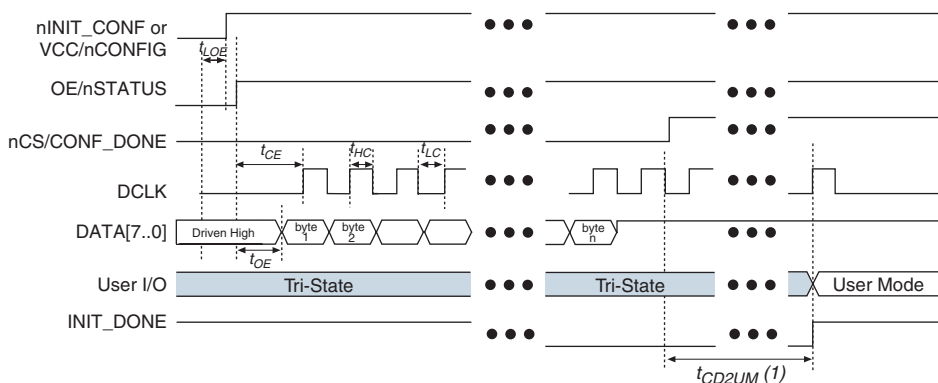 nINIT_CONF or
VCC/nCONFIG
tLOE
OE/nSTATUS
nCS/CONF_DONE
tCE
tHC
tLC
DCLK
DATA[7..0]
Driven High
byte
1
byte
2
byte
n
tOE
User I/O
Tri-State
Tri-State
User Mode
INIT_DONE
tCD2UM (1)